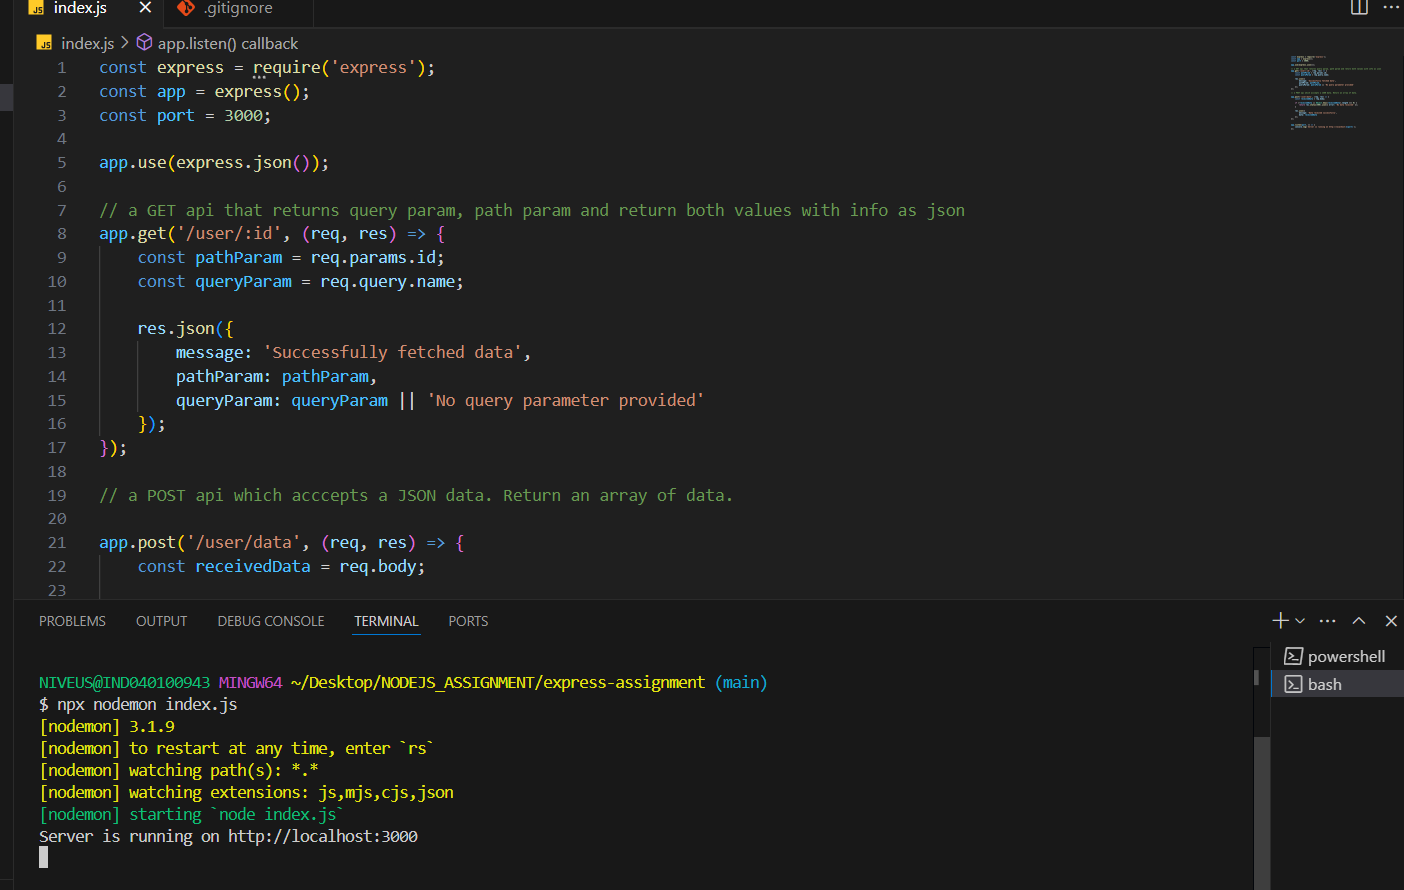 JS index.js × .gitignore
JS index.js > app.listen() callback
1 const express = require('express');
2 const app = express();
3 const port = 3000;
4
5 app.use(express.json());
6
7 // a GET api that returns query param, path param and return both values with info as json
8 app.get('/user/:id', (req, res) => {
9 const pathParam = req.params.id;
10 const queryParam = req.query.name;
11
12 res.json({
13 message: 'Successfully fetched data',
14 pathParam: pathParam,
15 queryParam: queryParam || 'No query parameter provided'
16 });
17 });
18
19 // a POST api which acccepts a JSON data. Return an array of data.
20
21 app.post('/user/data', (req, res) => {
22 const receivedData = req.body;
23
PROBLEMS OUTPUT DEBUG CONSOLE TERMINAL PORTS
powershell
bash
NIVEUS@IND040100943 MINGW64 ~/Desktop/NODEJS_ASSIGNMENT/express-assignment (main)
$ npx nodemon index.js
[nodemon] 3.1.9
[nodemon] to restart at any time, enter `rs`
[nodemon] watching path(s): *.*
[nodemon] watching extensions: js,mjs,cjs,json
[nodemon] starting `node index.js`
Server is running on http://localhost:3000